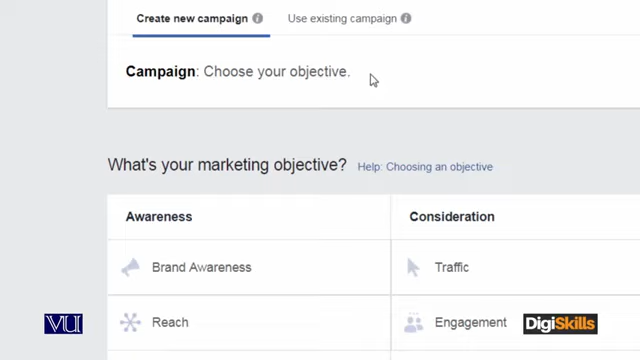 Create new campaign Use existing campaign
Campaign: Choose your objective.
What's your marketing objective? Help: Choosing an objective
Awareness Consideration
Brand Awareness Traffic
Reach Engagement
VU DigiSkills